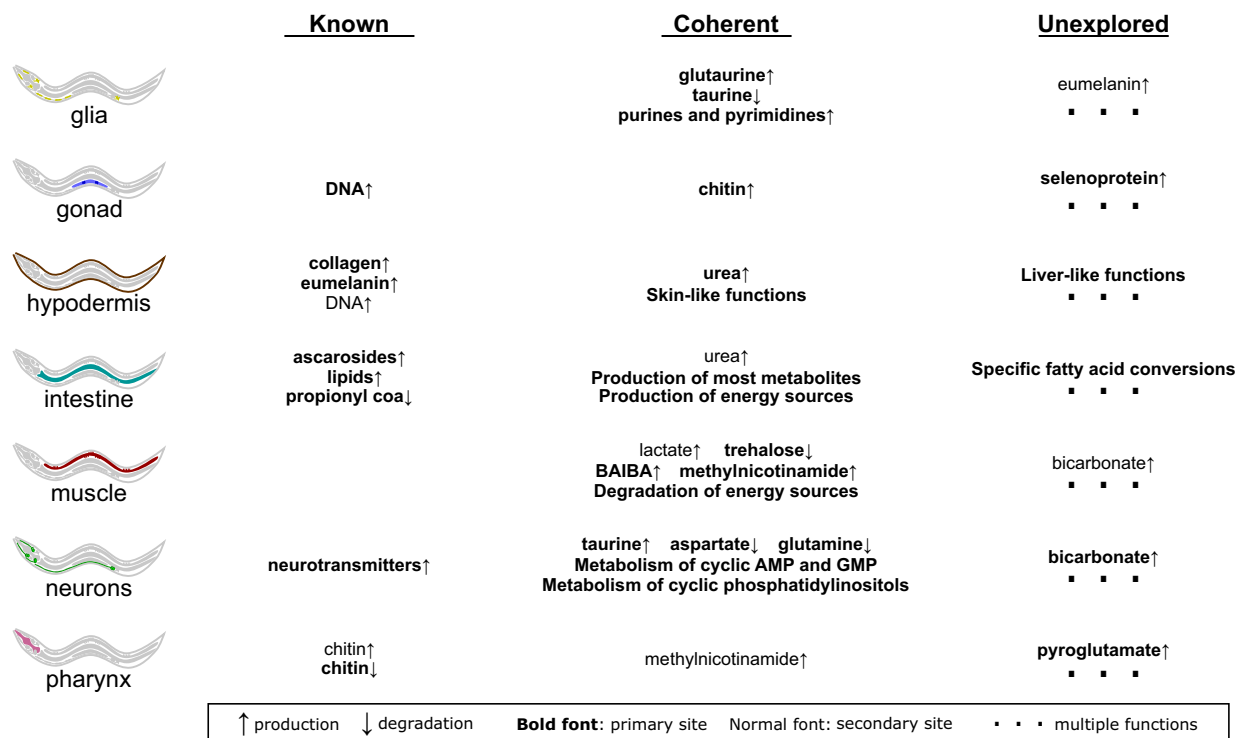 Known Coherent Unexplored
glia
glutaurine↑
taurine↓
purines and pyrimidines↑
eumelanin↑
▪ ▪ ▪
gonad
DNA↑
chitin↑
selenoprotein↑
▪ ▪ ▪
hypodermis
collagen↑
eumelanin↑
DNA↑
urea↑
Skin-like functions
Liver-like functions
▪ ▪ ▪
intestine
ascarosides↑
lipids↑
propionyl coa↓
urea↑
Production of most metabolites
Production of energy sources
Specific fatty acid conversions
▪ ▪ ▪
muscle
lactate↑ trehalose↓
BAIBA↑ methylnicotinamide↑
Degradation of energy sources
bicarbonate↑
▪ ▪ ▪
neurons
neurotransmitters↑
taurine↑ aspartate↓ glutamine↓
Metabolism of cyclic AMP and GMP
Metabolism of cyclic phosphatidylinositols
bicarbonate↑
▪ ▪ ▪
pharynx
chitin↑
chitin↓
methylnicotinamide↑
pyroglutamate↑
▪ ▪ ▪
↑ production ↓ degradation Bold font: primary site Normal font: secondary site ▪ ▪ ▪ multiple functions